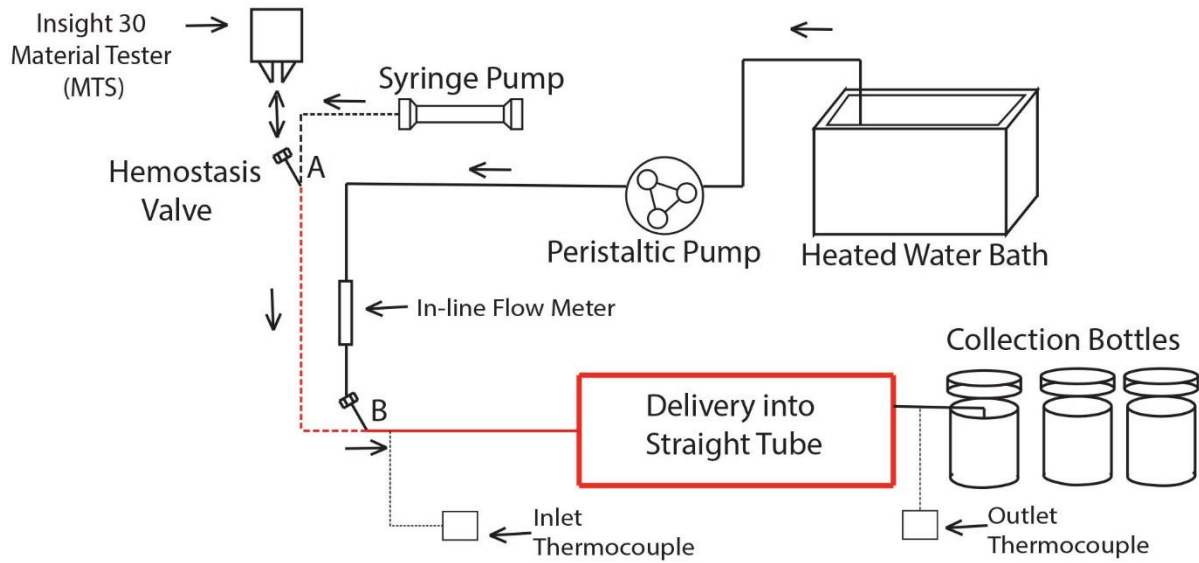 Insight 30
Material Tester
(MTS)
Syringe Pump
Hemostasis
Valve
A
Peristaltic Pump
Heated Water Bath
In-line Flow Meter
B
Delivery into
Straight Tube
Collection Bottles
Inlet
Thermocouple
Outlet
Thermocouple